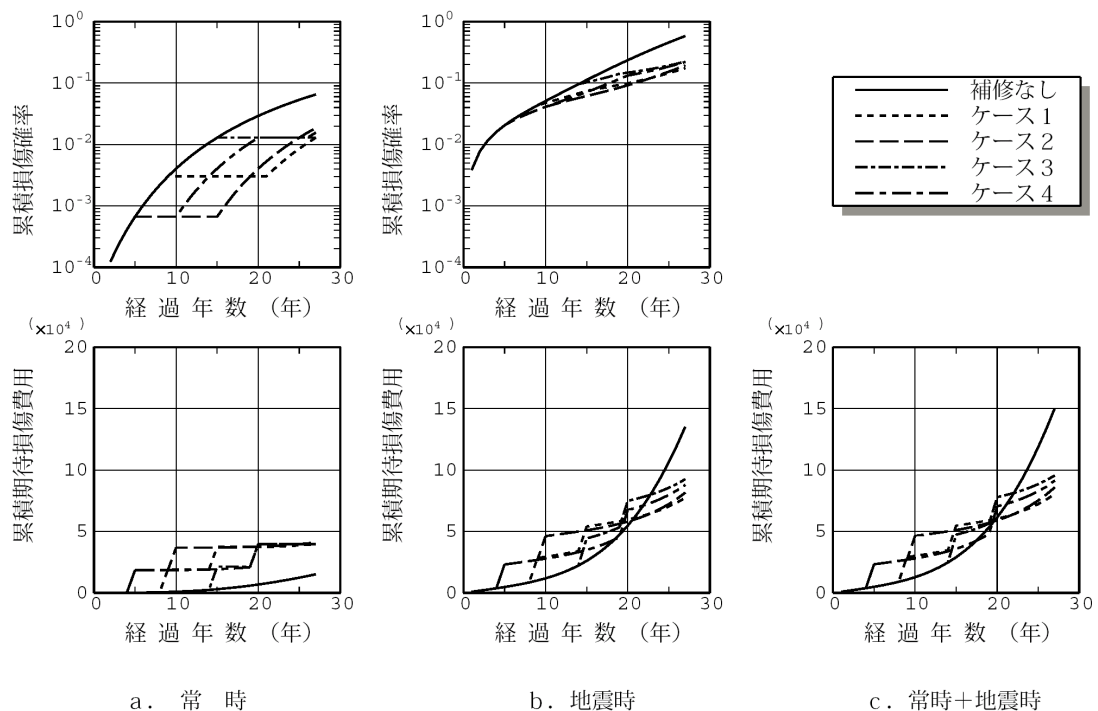 累積損傷確率
10⁰
10⁻¹
10⁻²
10⁻³
10⁻⁴
0 10 20 30
経過年数 (年)
累積損傷確率
10⁰
10⁻¹
10⁻²
10⁻³
10⁻⁴
0 10 20 30
経過年数 (年)
補修なし
ケース1
ケース2
ケース3
ケース4
累積期待損傷費用
(×10⁴)
20
15
10
5
0
0 10 20 30
経過年数 (年)
a. 常 時
累積期待損傷費用
(×10⁴)
20
15
10
5
0
0 10 20 30
経過年数 (年)
b. 地震時
累積期待損傷費用
(×10⁴)
20
15
10
5
0
0 10 20 30
経過年数 (年)
c. 常時+地震時